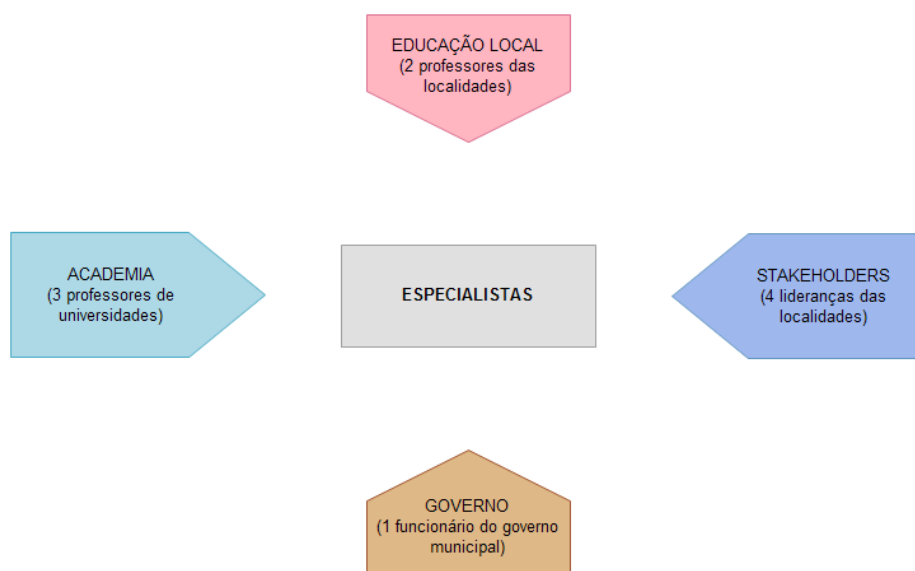 EDUCAÇÃO LOCAL
(2 professores das
localidades)
ACADEMIA
(3 professores de
universidades)
ESPECIALISTAS
STAKEHOLDERS
(4 lideranças das
localidades)
GOVERNO
(1 funcionário do governo
municipal)